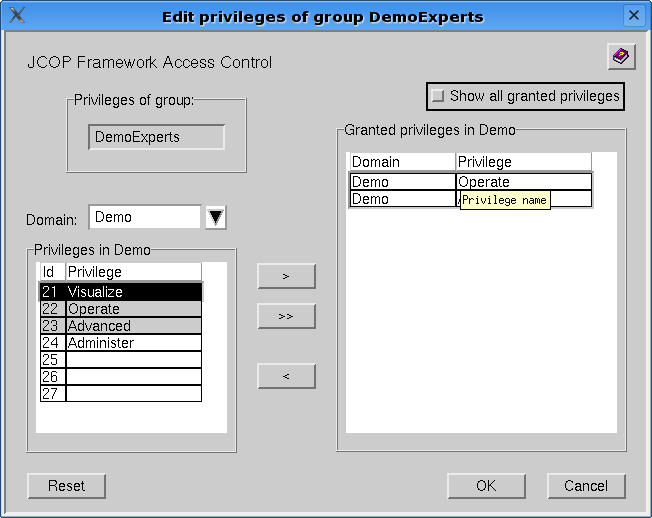 Edit privileges of group DemoExperts
JCOP Framework Access Control
Privileges of group:
DemoExperts
Show all granted privileges
Domain: Demo
Privileges in Demo
Id Privilege
21 Visualize
22 Operate
23 Advanced
24 Administer
25
26
27
>
>>
<
Granted privileges in Demo
Domain Privilege
Demo Operate
Demo
Privilege name
Reset
OK
Cancel